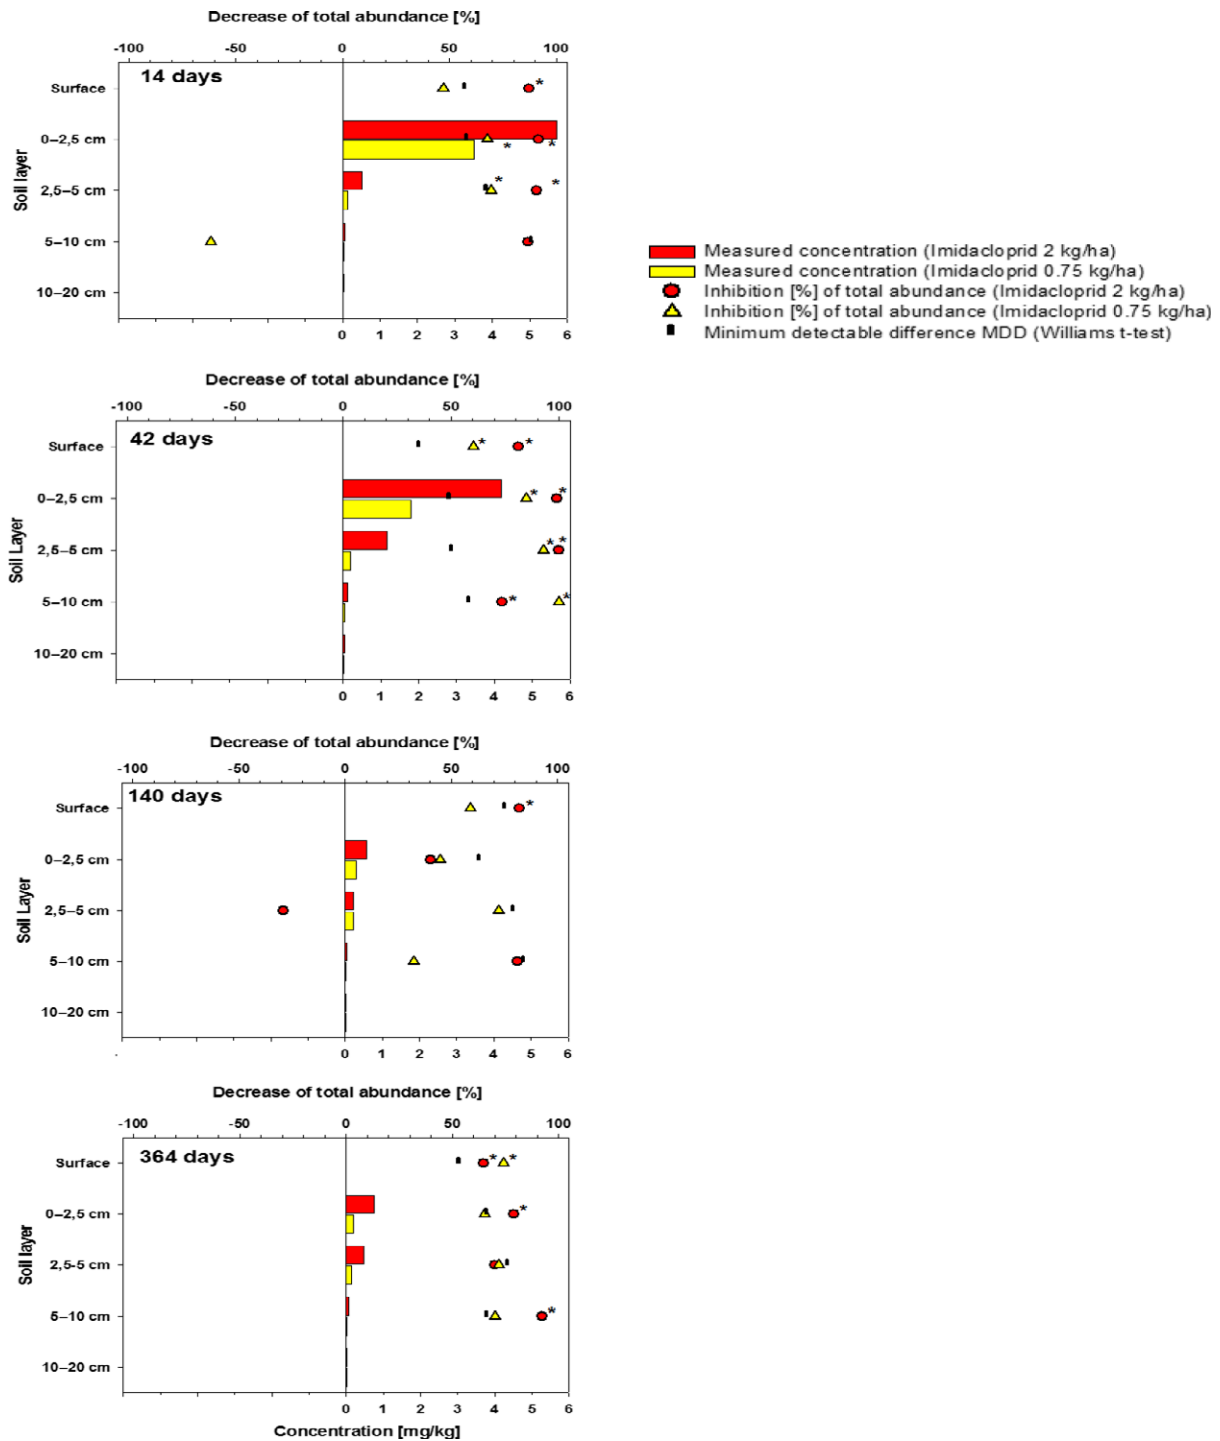 Decrease of total abundance [%]
-100 -50 0 50 100
14 days
Soil layer
Surface
*
0–2,5 cm
* *
2,5–5 cm
* *
5–10 cm
10–20 cm
0 1 2 3 4 5 6
Measured concentration (Imidacloprid 2 kg/ha)
Measured concentration (Imidacloprid 0.75 kg/ha)
Inhibition [%] of total abundance (Imidacloprid 2 kg/ha)
Inhibition [%] of total abundance (Imidacloprid 0.75 kg/ha)
Minimum detectable difference MDD (Williams t-test)
Decrease of total abundance [%]
-100 -50 0 50 100
42 days
Soil Layer
Surface
* *
0–2,5 cm
* *
2,5–5 cm
* *
5–10 cm
* *
10–20 cm
0 1 2 3 4 5 6
Decrease of total abundance [%]
-100 -50 0 50 100
140 days
Soil Layer
Surface
*
0–2,5 cm
2,5–5 cm
5–10 cm
10–20 cm
0 1 2 3 4 5 6
Decrease of total abundance [%]
-100 -50 0 50 100
364 days
Soil layer
Surface
* *
0–2,5 cm
*
2,5-5 cm
5–10 cm
*
10–20 cm
0 1 2 3 4 5 6
Concentration [mg/kg]